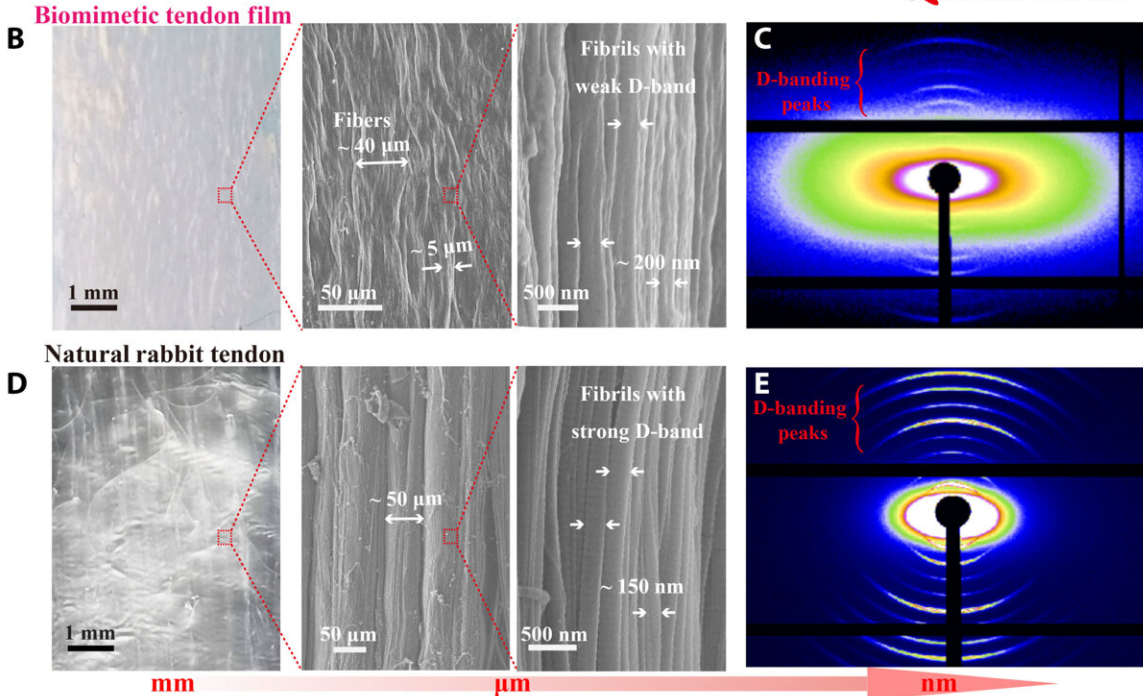 Biomimetic tendon film
B
1 mm
Fibers
~ 40 μm
~ 5 μm
50 μm
Fibrils with
weak D-band
~ 200 nm
500 nm
C
D-banding
peaks
Natural rabbit tendon
D
1 mm
~ 50 μm
50 μm
Fibrils with
strong D-band
~ 150 nm
500 nm
E
D-banding
peaks
mm
μm
nm